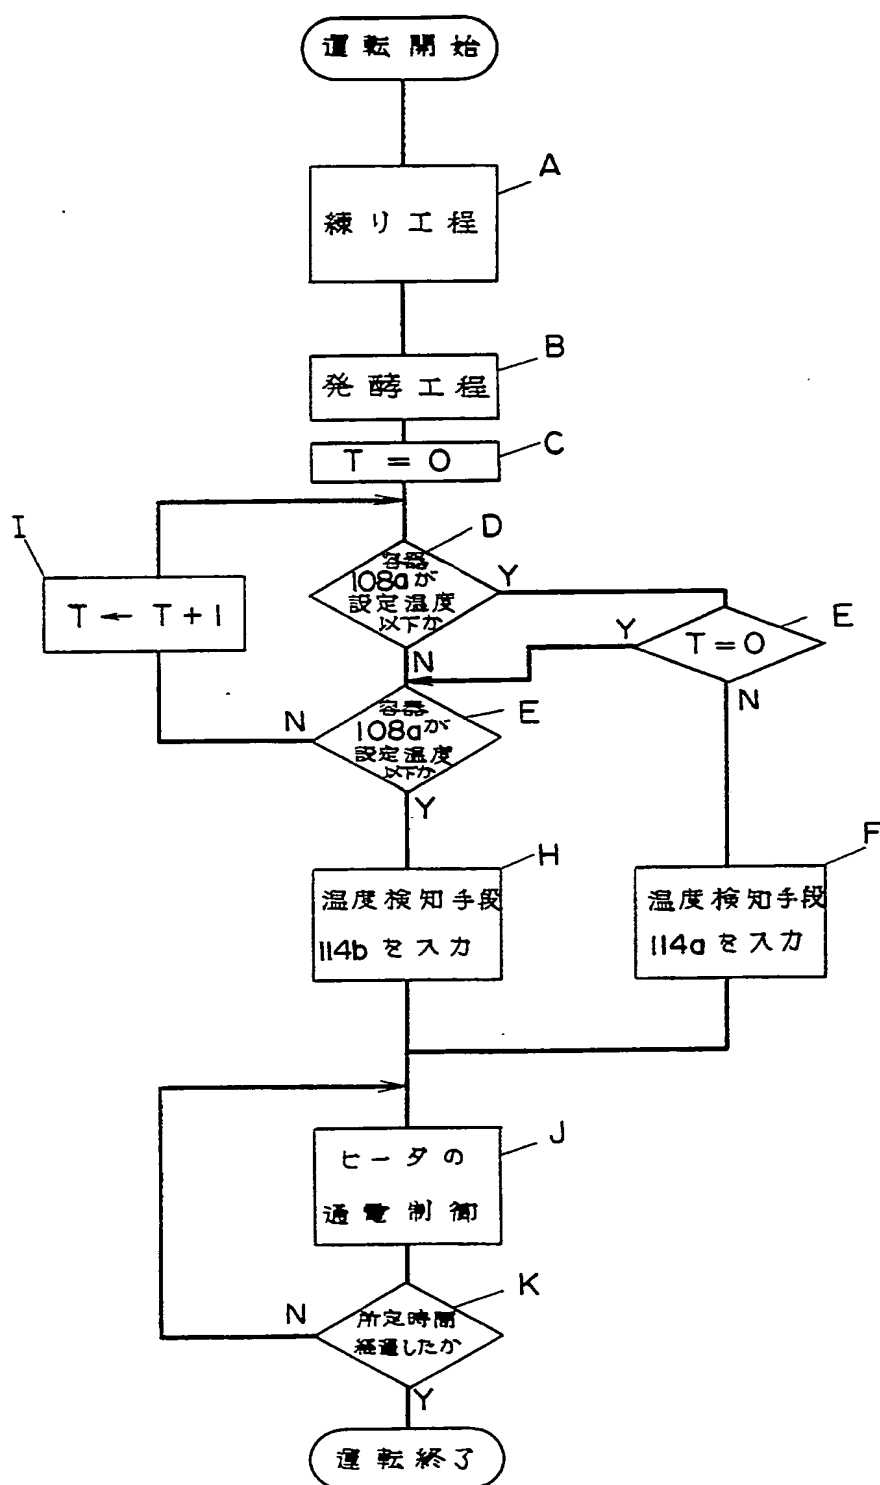 運転開始
A
練り工程
B
発酵工程
C
T = 0
I
D
容器
108aが
設定温度
以下か
Y
T ← T + 1
E
T = 0
Y
N
N
容器
108aが
設定温度
以下か
E
N
Y
H
F
温度検知手段
114b を入力
温度検知手段
114a を入力
J
ヒータの
通電制御
K
N
所定時間
経過したか
Y
運転終了